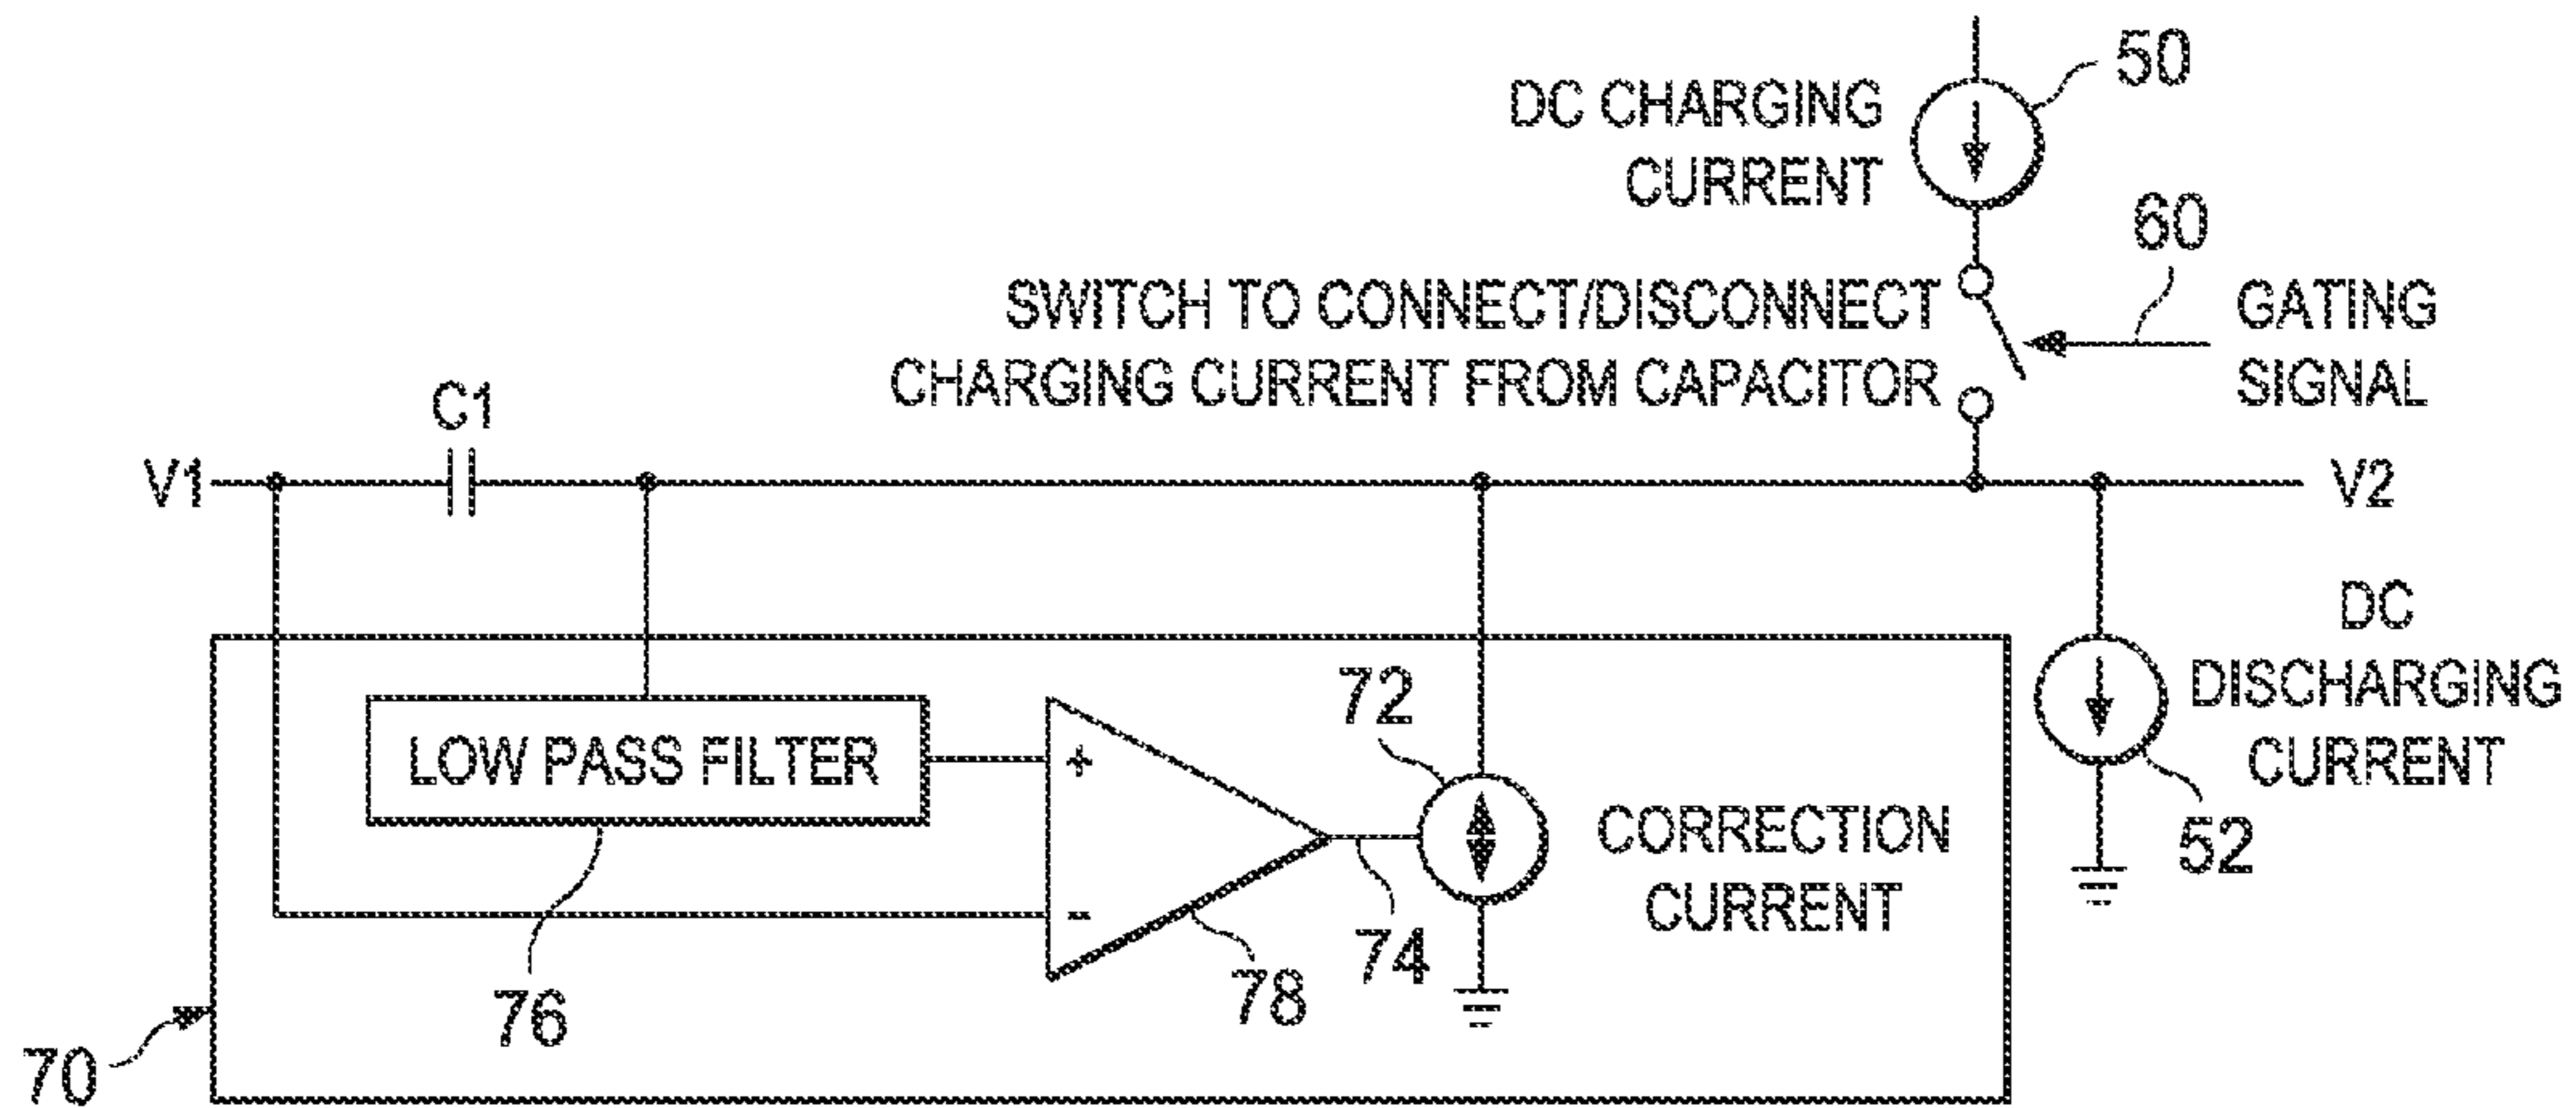 50
DC CHARGING
CURRENT
60
SWITCH TO CONNECT/DISCONNECT
CHARGING CURRENT FROM CAPACITOR
GATING
SIGNAL
C1
V1
V2
DC
DISCHARGING
CURRENT
52
LOW PASS FILTER
+
-
72
CORRECTION
CURRENT
74
78
76
70